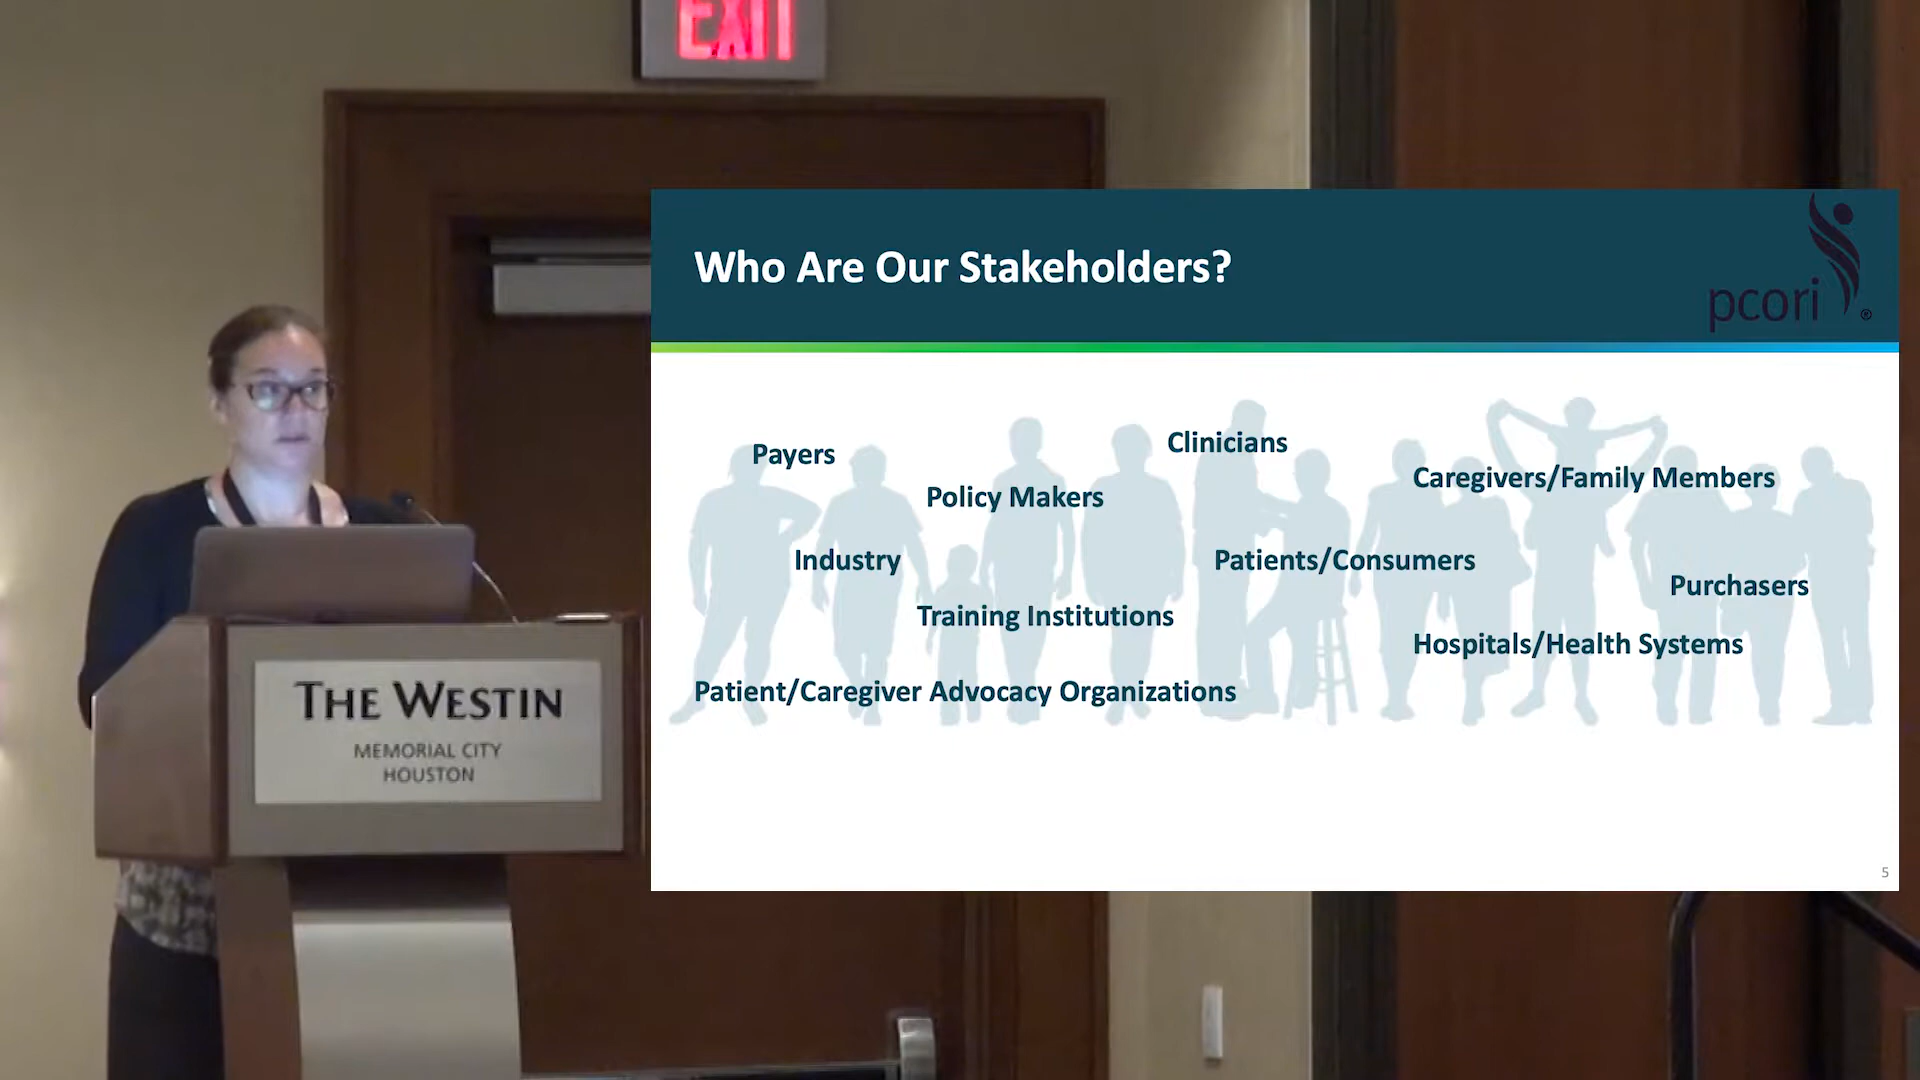 EXIT
Who Are Our Stakeholders?
pcori®
Payers
Clinicians
Caregivers/Family Members
Policy Makers
Industry
Patients/Consumers
Purchasers
Training Institutions
Hospitals/Health Systems
Patient/Caregiver Advocacy Organizations
5
THE WESTIN
MEMORIAL CITY
HOUSTON